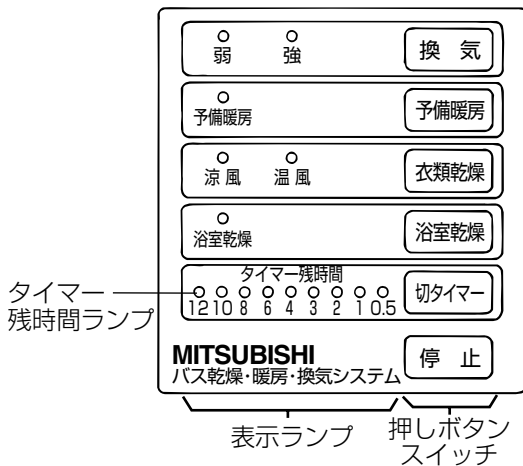 弱 強 換 気
予備暖房 予備暖房
涼風 温風 衣類乾燥
浴室乾燥 浴室乾燥
タイマー残時間
12 10 8 6 4 3 2 1 0.5 切タイマー
タイマー
残時間ランプ
MITSUBISHI
バス乾燥・暖房・換気システム
停 止
表示ランプ
押しボタン
スイッチ